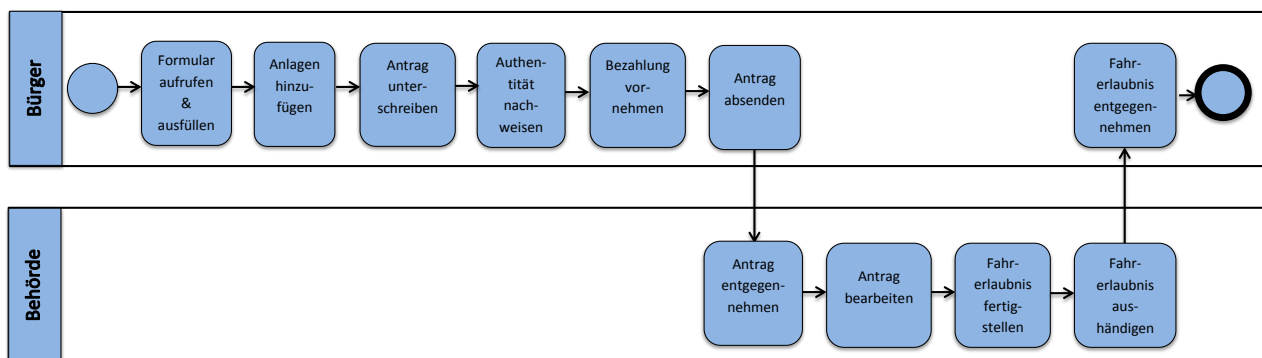 Bürger
Formular
aufrufen
&
ausfüllen
Anlagen
hinzu-
fügen
Antrag
unter-
schreiben
Authen-
tität
nach-
weisen
Bezahlung
vor-
nehmen
Antrag
absenden
Fahr-
erlaubnis
entgegen-
nehmen
Behörde
Antrag
entgegen-
nehmen
Antrag
bearbeiten
Fahr-
erlaubnis
fertig-
stellen
Fahr-
erlaubnis
aus-
händigen